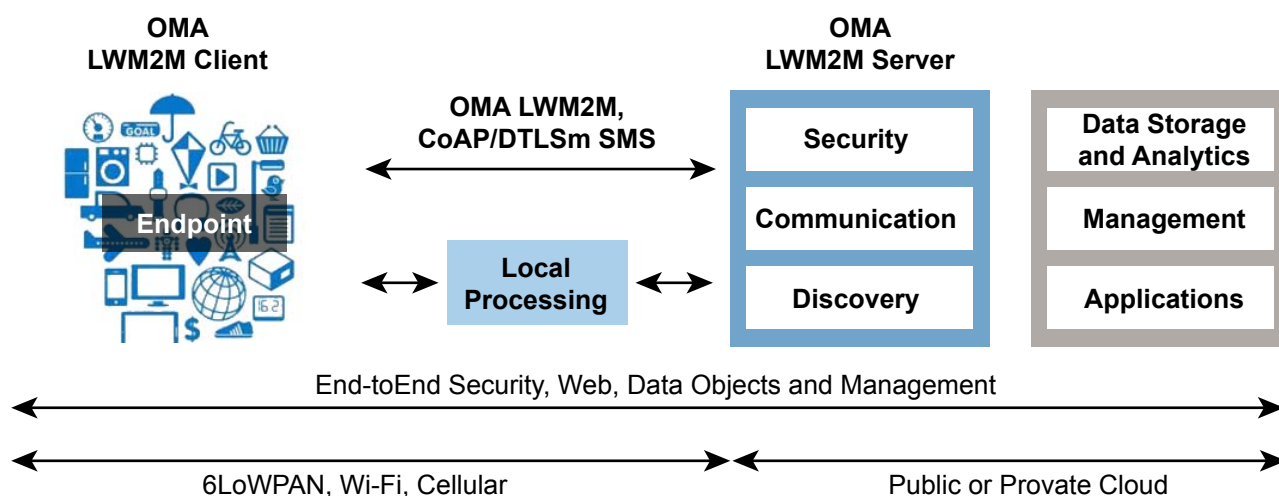 OMA
LWM2M Client
OMA
LWM2M Server
OMA LWM2M,
CoAP/DTLSm SMS
GOAL
Endpoint
16.2
Local
Processing
Security
Communication
Discovery
Data Storage
and Analytics
Management
Applications
End-toEnd Security, Web, Data Objects and Management
6LoWPAN, Wi-Fi, Cellular
Public or Provate Cloud